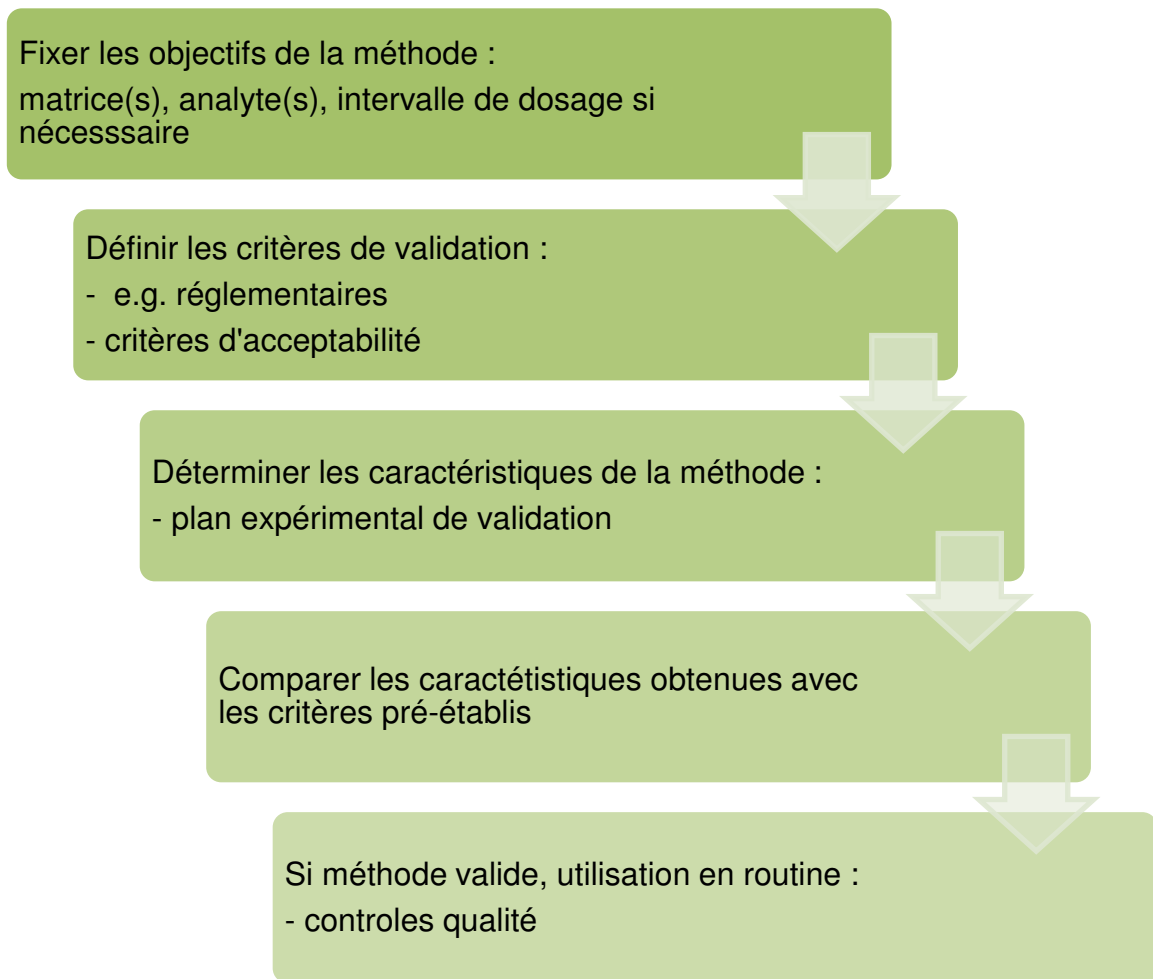 Fixer les objectifs de la méthode :
matrice(s), analyte(s), intervalle de dosage si
nécesssaire
Définir les critères de validation :
-  e.g. réglementaires
- critères d'acceptabilité
Déterminer les caractéristiques de la méthode :
- plan expérimental de validation
Comparer les caractétistiques obtenues avec
les critères pré-établis
Si méthode valide, utilisation en routine :
- controles qualité